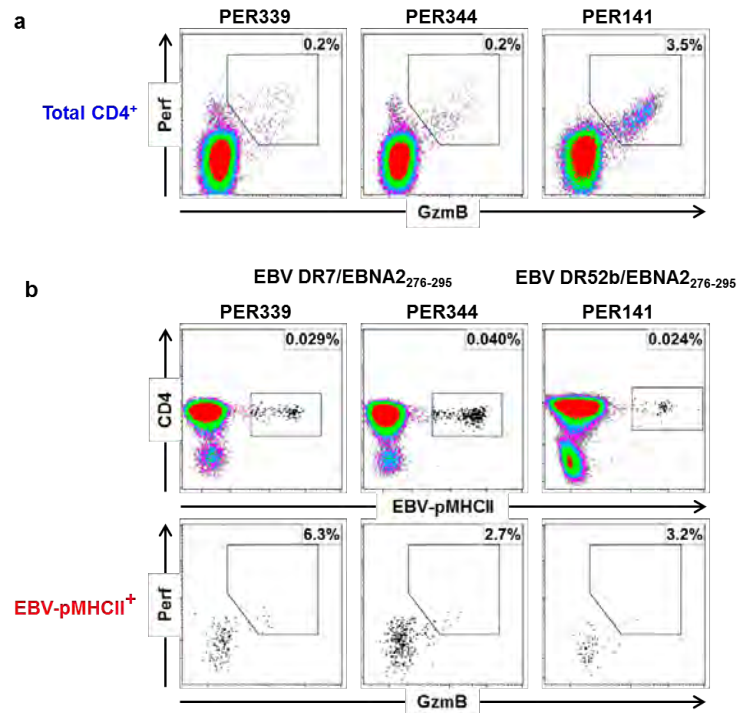 a
PER339 PER344 PER141
0.2% 0.2% 3.5%
Total CD4⁺
Perf
GzmB
b
EBV DR7/EBNA2₂₇₆₋₂₉₅ EBV DR52b/EBNA2₂₇₆₋₂₉₅
PER339 PER344 PER141
0.029% 0.040% 0.024%
CD4
EBV-pMHCII
6.3% 2.7% 3.2%
EBV-pMHCII⁺
Perf
GzmB